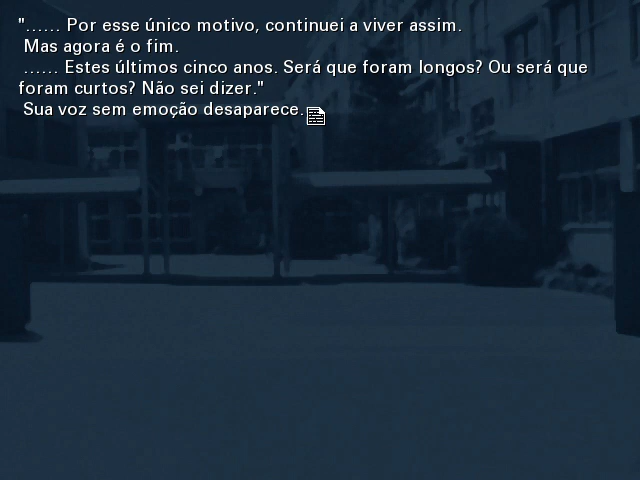 "...... Por esse único motivo, continuei a viver assim.
Mas agora é o fim.
...... Estes últimos cinco anos. Será que foram longos? Ou será que
foram curtos? Não sei dizer."
Sua voz sem emoção desaparece.